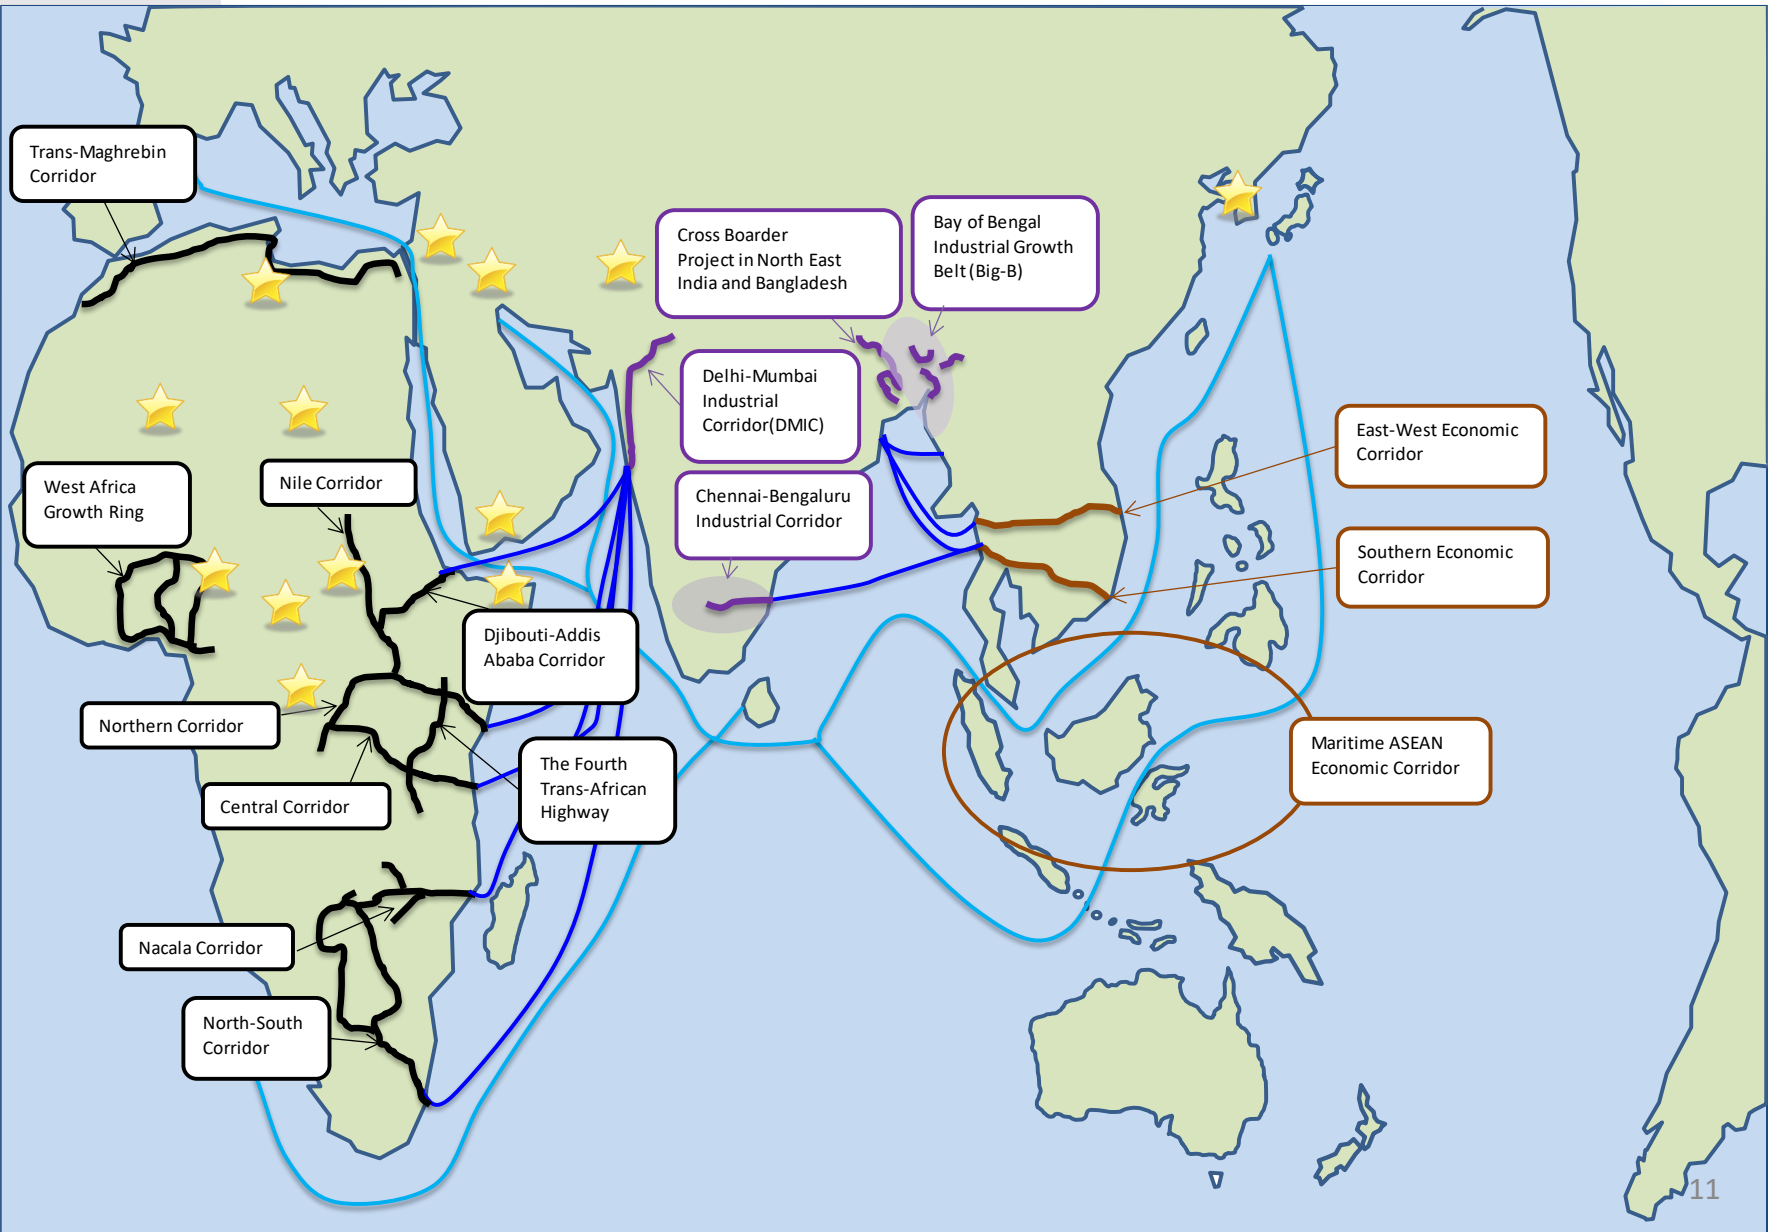 Trans-Maghrebin
Corridor
Cross Boarder
Project in North East
India and Bangladesh
Bay of Bengal
Industrial Growth
Belt (Big-B)
Delhi-Mumbai
Industrial
Corridor(DMIC)
East-West Economic
Corridor
West Africa
Growth Ring
Nile Corridor
Chennai-Bengaluru
Industrial Corridor
Southern Economic
Corridor
Djibouti-Addis
Ababa Corridor
Northern Corridor
Maritime ASEAN
Economic Corridor
The Fourth
Trans-African
Highway
Central Corridor
Nacala Corridor
North-South
Corridor
11